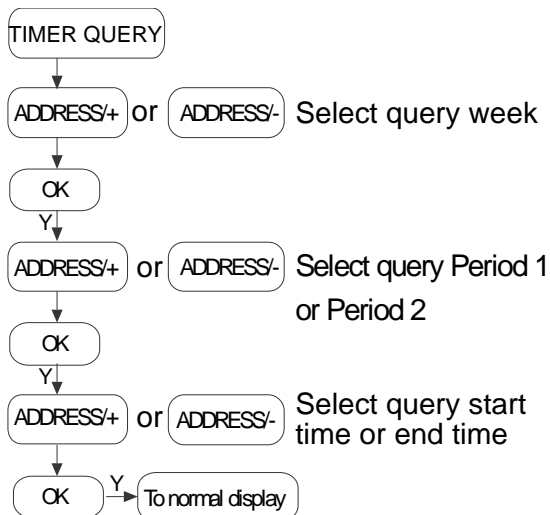 TIMER QUERY
ADDRESS/+ or ADDRESS/- Select query week
OK
Y
ADDRESS/+ or ADDRESS/- Select query Period 1
or Period 2
OK
Y
ADDRESS/+ or ADDRESS/- Select query start
time or end time
OK Y To normal display